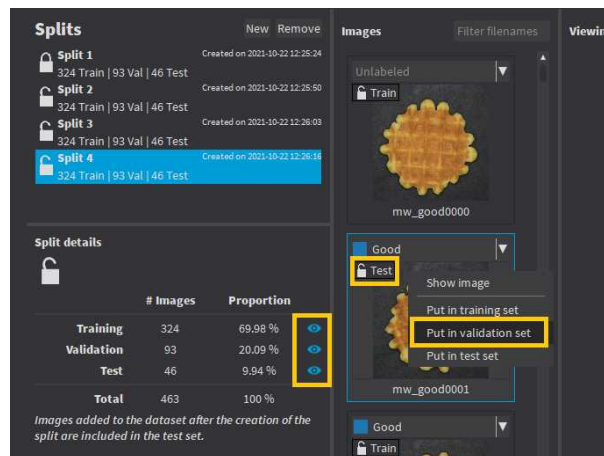 Splits
New Remove
Split 1
Created on 2021-10-22 12:25:24
324 Train | 93 Val | 46 Test
Split 2
Created on 2021-10-22 12:25:50
324 Train | 93 Val | 46 Test
Split 3
Created on 2021-10-22 12:26:03
324 Train | 93 Val | 46 Test
Split 4
Created on 2021-10-22 12:26:16
324 Train | 93 Val | 46 Test
Split details
# Images Proportion
Training 324 69.98 %
Validation 93 20.09 %
Test 46 9.94 %
Total 463 100 %
Images added to the dataset after the creation of the
split are included in the test set.
Images
Filter filenames
Unlabeled
Train
mw_good0000
Good
Test
Show image
Put in training set
Put in validation set
Put in test set
mw_good0001
Good
Train
Viewin